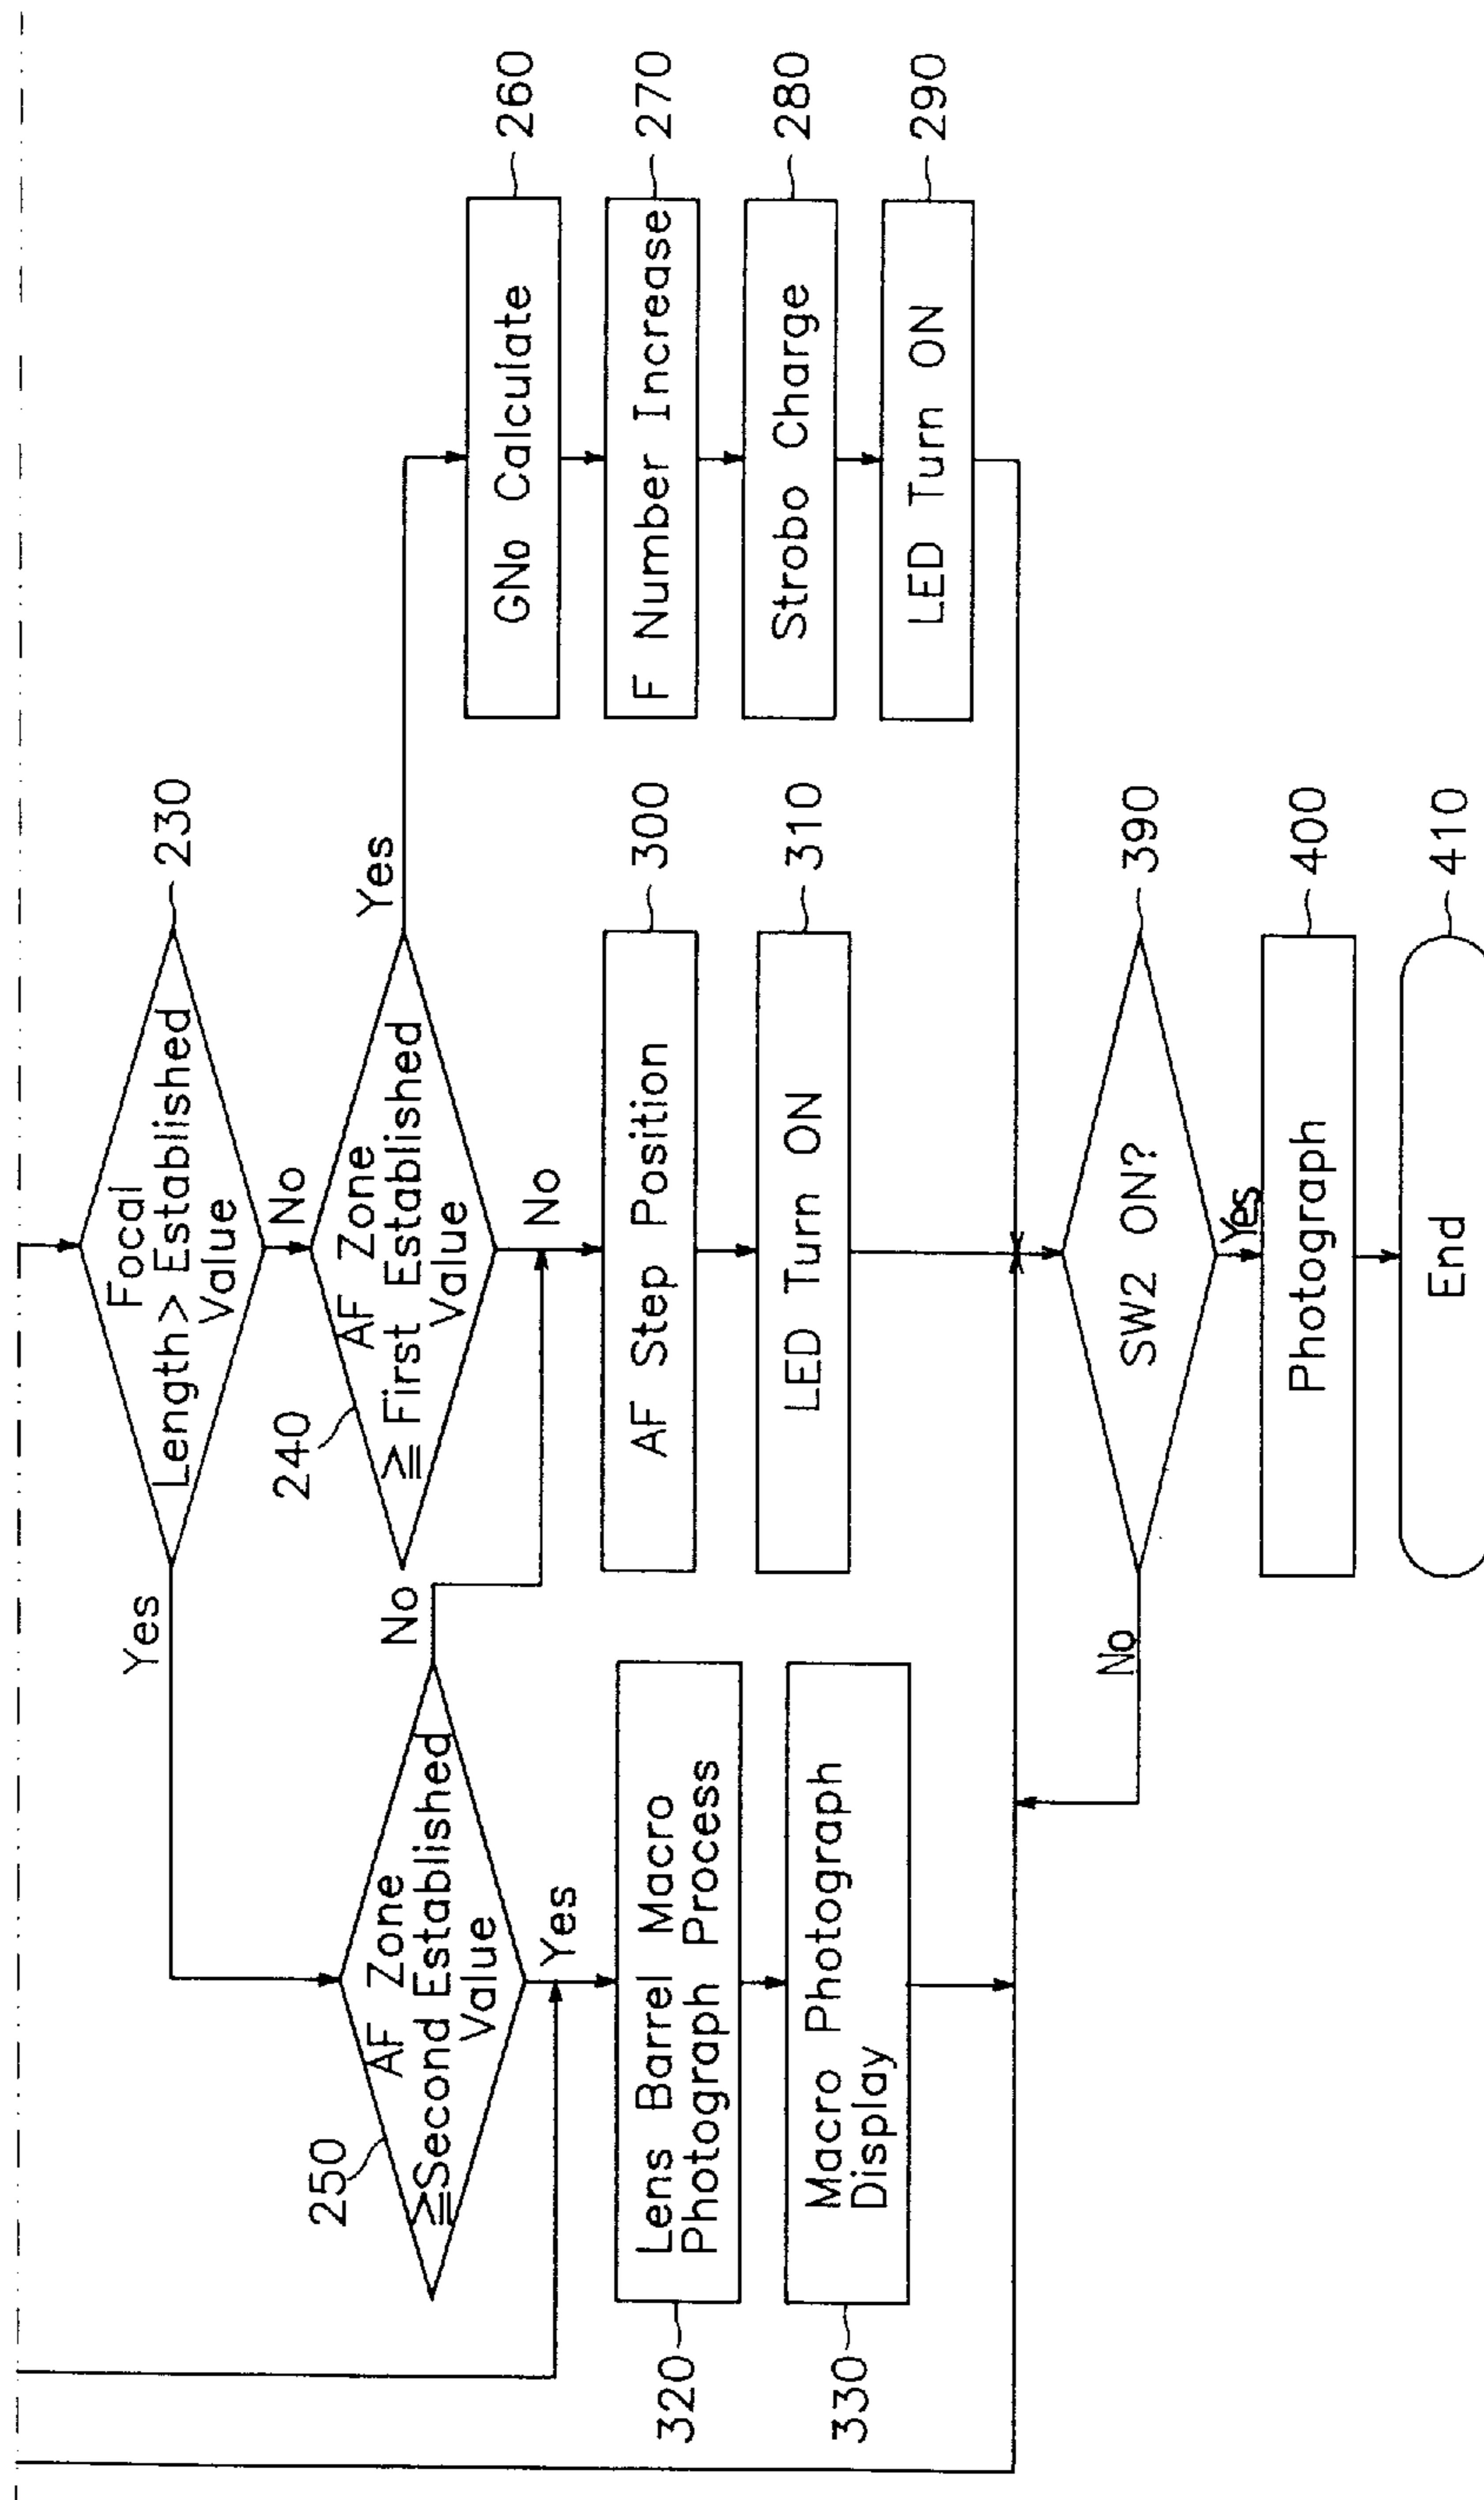 Focal
Length> Established
Value
230
Yes
No
240
AF Zone
≧ First Established
Value
Yes
No
250
AF Zone
≧Second Established
Value
No
Yes
GNo Calculate
260
F Number Increase
270
Strobo Charge
280
LED Turn ON
290
AF Step Position
300
LED Turn ON
310
Lens Barrel Macro
Photograph Process
320
Macro Photograph
Display
330
SW2 ON?
390
No
Yes
Photograph
400
End
410